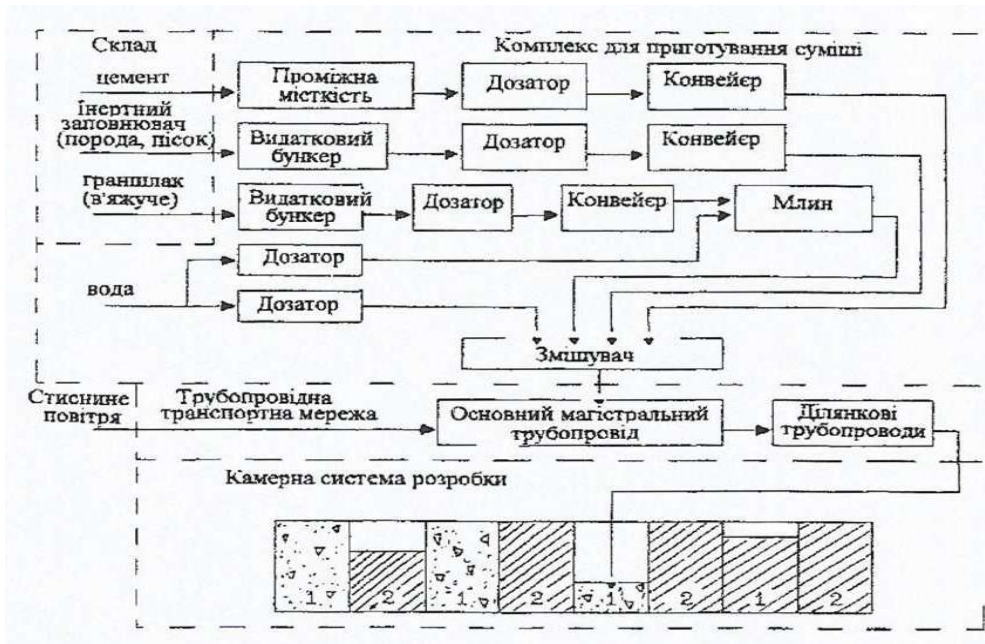 Склад
Комплекс для приготування суміші
цемент
Проміжна
місткість
Дозатор
Конвейєр
Інертний
заповнювач
(порода, пісок)
Видатковий
бункер
Дозатор
Конвейєр
граншлак
(в'яжуче)
Видатковий
бункер
Дозатор
Конвейєр
Млин
Дозатор
вода
Дозатор
Змішувач
Стиснине
повітря
Трубопровідна
транспортна мережа
Основний магістральний
трубопровід
Ділянкові
трубопроводи
Камерна система розробки
1
2
1
2
1
2
1
2